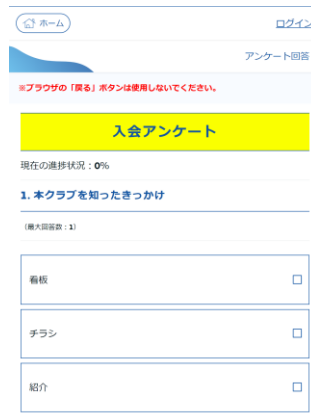 ホーム
ログイン
アンケート回答
※ブラウザの「戻る」ボタンは使用しないでください。
入会アンケート
現在の進捗状況：0%
1. 本クラブを知ったきっかけ
（最大回答数：1）
看板
チラシ
紹介